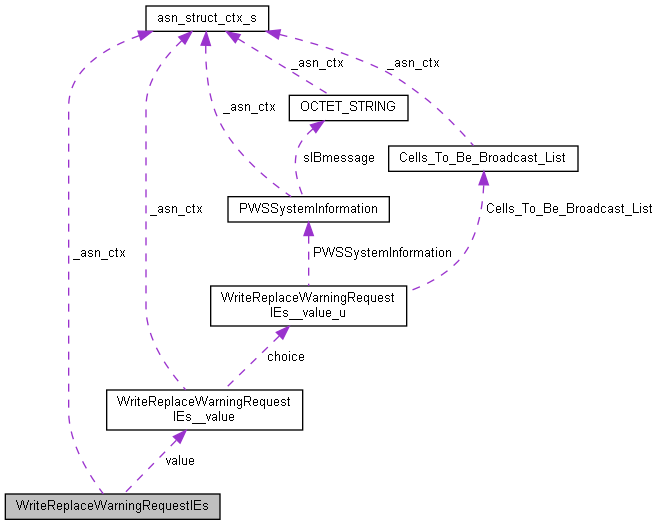 asn_struct_ctx_s
_asn_ctx
_asn_ctx
_asn_ctx
OCTET_STRING
sIBmessage
Cells_To_Be_Broadcast_List
PWSSystemInformation
_asn_ctx
Cells_To_Be_Broadcast_List
PWSSystemInformation
_asn_ctx
WriteReplaceWarningRequest
IEs__value_u
choice
WriteReplaceWarningRequest
IEs__value
value
WriteReplaceWarningRequestIEs